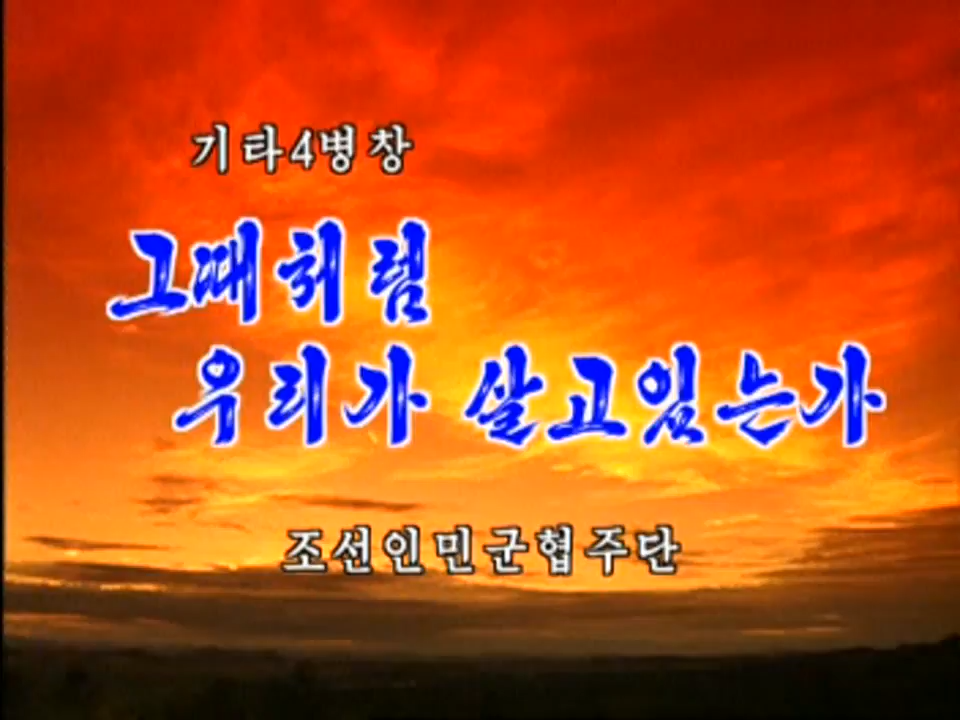 기타4병창
그때처럼
우리가 살고있는가
조선인민군협주단